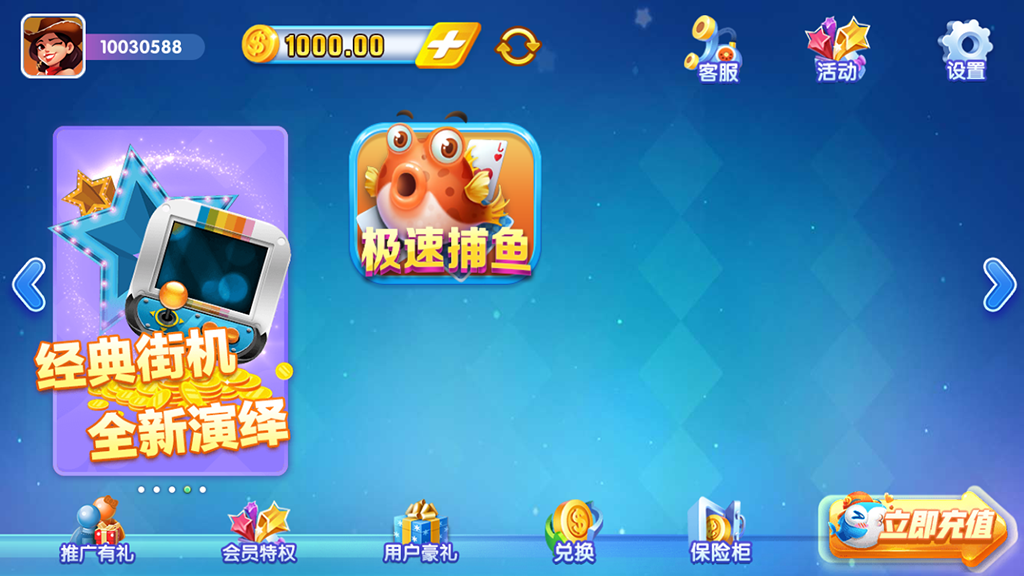 10030588
1000.00
客服
活动
设置
极速捕鱼
经典街机
全新演绎
推广有礼
会员特权
用户豪礼
兑换
保险柜
立即充值